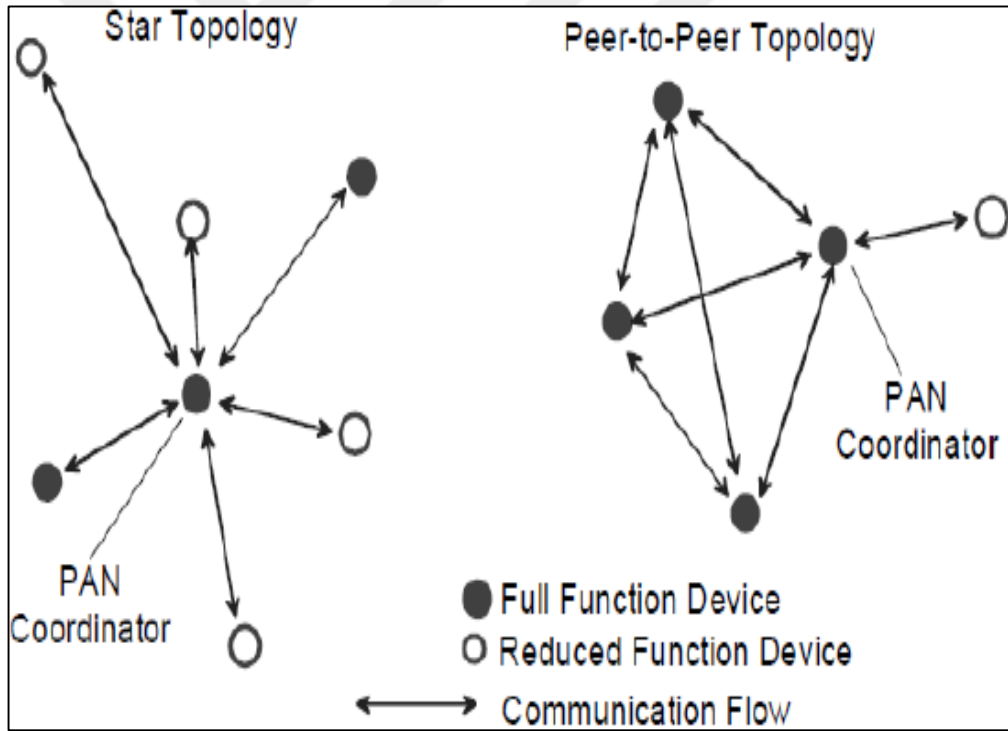 Star Topology
Peer-to-Peer Topology
PAN
Coordinator
PAN
Coordinator
Full Function Device
Reduced Function Device
Communication Flow